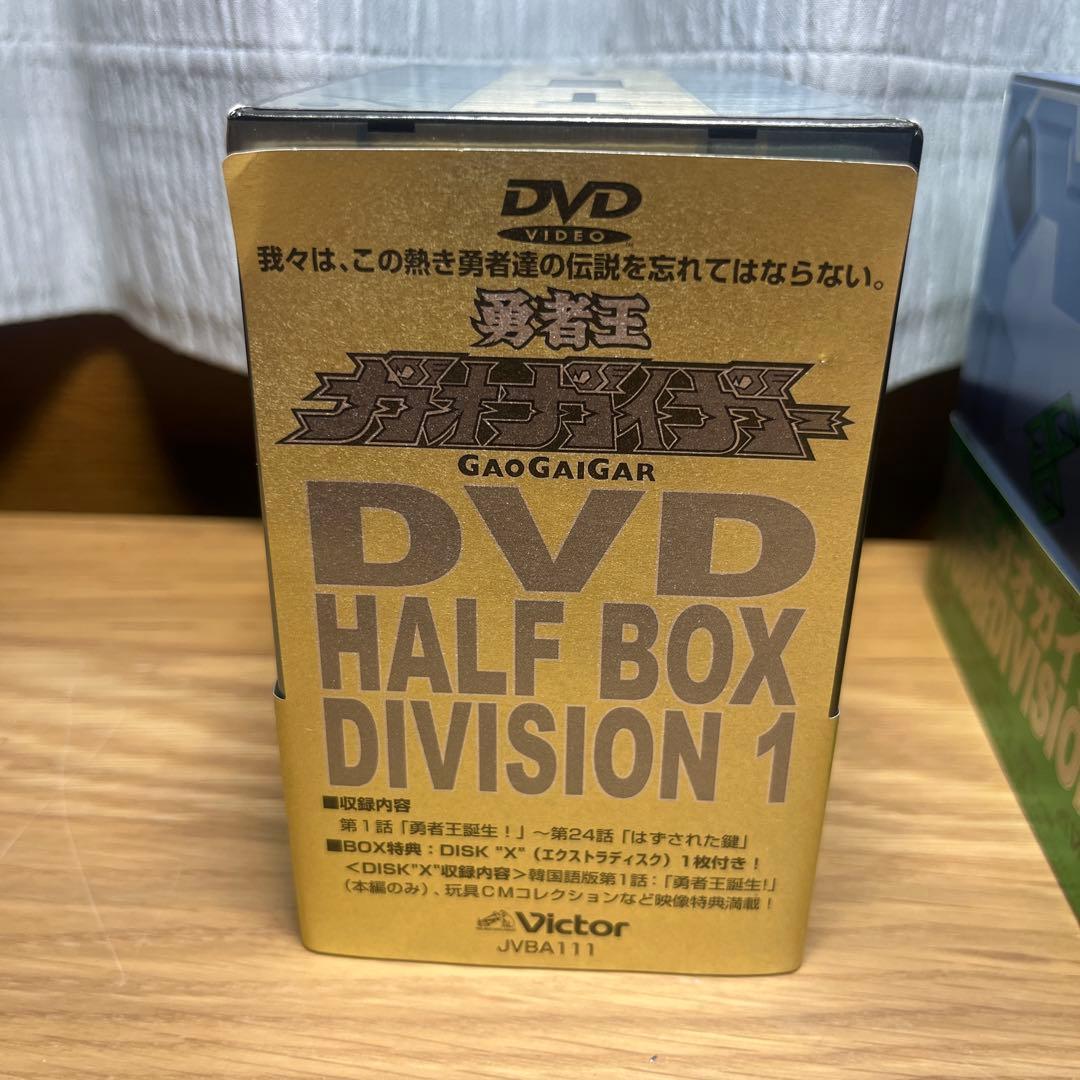 DVD
VIDEO
我々は、この熱き勇者達の伝説を忘れてはならない。
勇者王
ガオガイガー
GAOGAIGAR
DVD
HALF BOX
DIVISION 1
■収録内容
第1話「勇者王誕生！」～第24話「はずされた鍵」
■BOX特典：DISK "X"（エクストラディスク）1枚付き！
＜DISK"X"収録内容＞韓国語版第1話：「勇者王誕生!」
（本編のみ）、玩具CMコレクションなど映像特典満載！
Victor
JVBA111